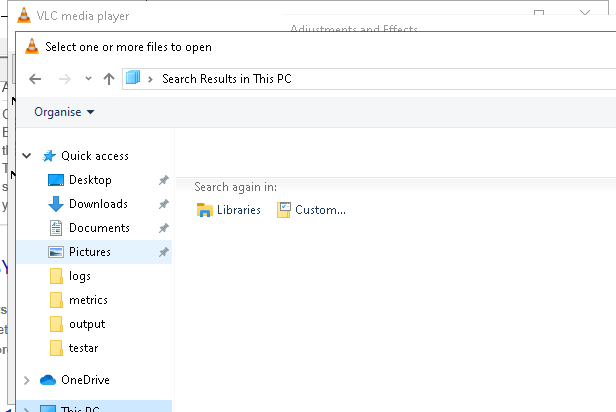 VLC media player
Adjustments and Effects
Select one or more files to open
Search Results in This PC
Organise
Quick access
Desktop
Downloads
Documents
Pictures
logs
metrics
output
testar
OneDrive
This PC
Search again in:
Libraries
Custom...